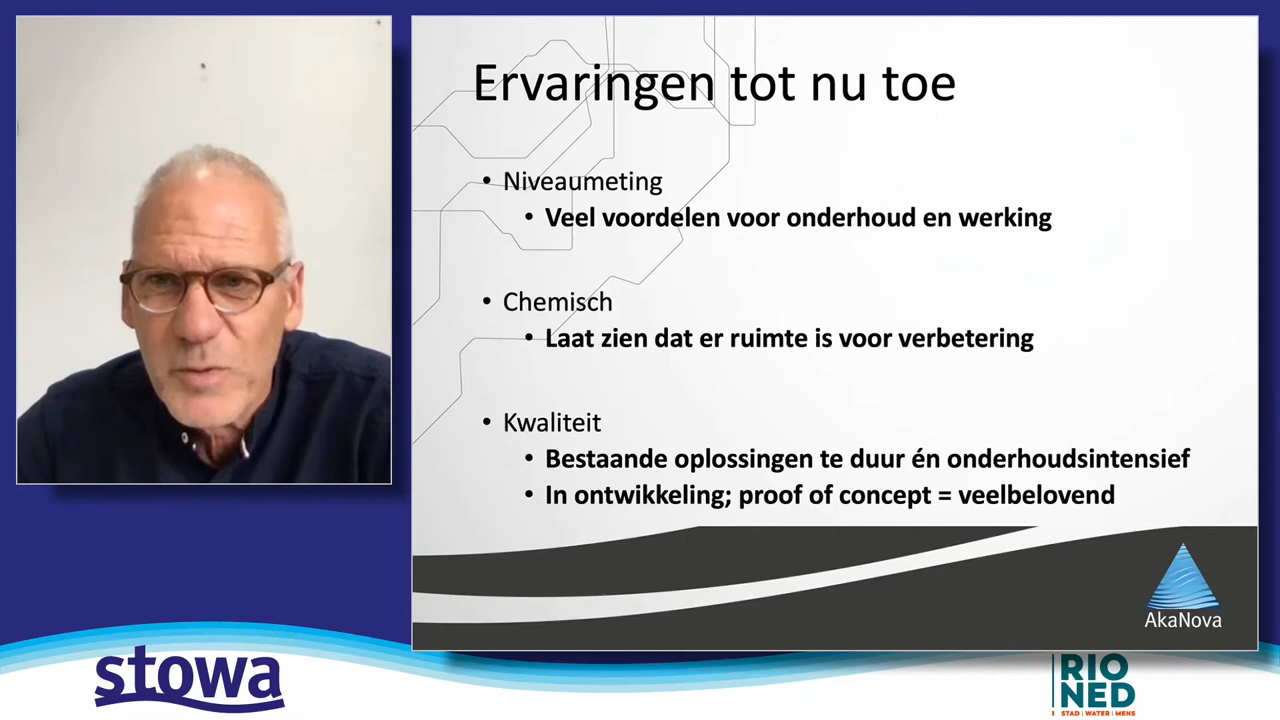 Ervaringen tot nu toe
• Niveaumeting
• Veel voordelen voor onderhoud en werking
• Chemisch
• Laat zien dat er ruimte is voor verbetering
• Kwaliteit
• Bestaande oplossingen te duur én onderhoudsintensief
• In ontwikkeling; proof of concept = veelbelovend
AkaNova
stowa
RIO
NED
STAD | WATER | MENS